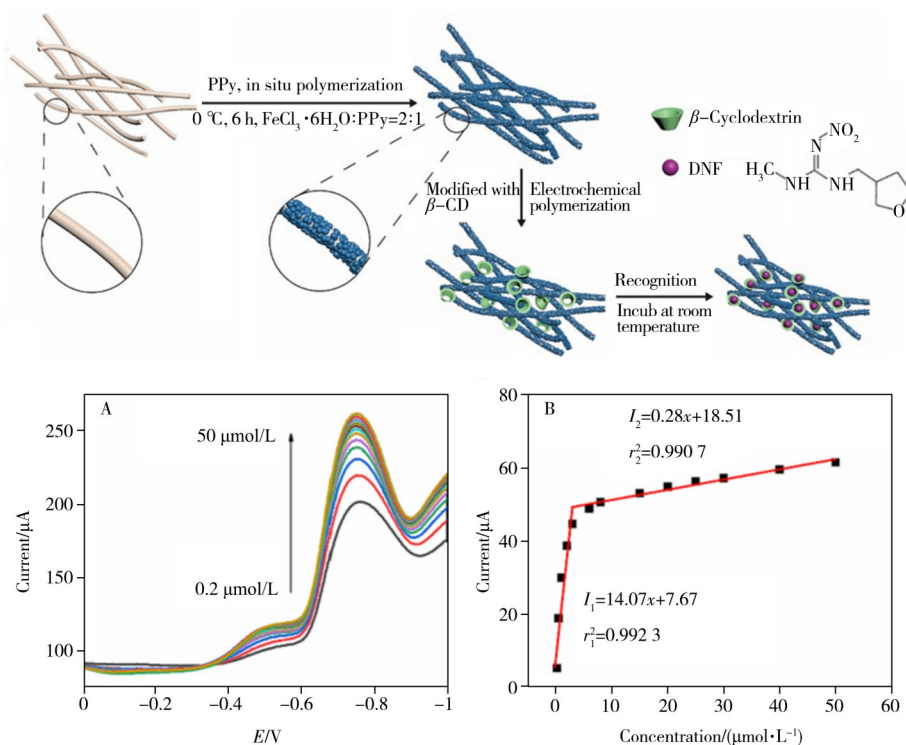 PPy, in situ polymerization
0 ℃, 6 h, FeCl₃·6H₂O:PPy=2:1
β-Cyclodextrin
DNF
NO₂
N
H₃C
NH
NH
O
Modified with
β-CD
Electrochemical
polymerization
Recognition
Incub at room
temperature
A
50 μmol/L
0.2 μmol/L
250
200
150
100
0
−0.2
−0.4
−0.6
−0.8
−1
Current/μA
E/V
B
I₂=0.28x+18.51
r₂²=0.990 7
I₁=14.07x+7.67
r₁²=0.992 3
80
60
40
20
0
0
10
20
30
40
50
60
Current/μA
Concentration/(μmol·L⁻¹)